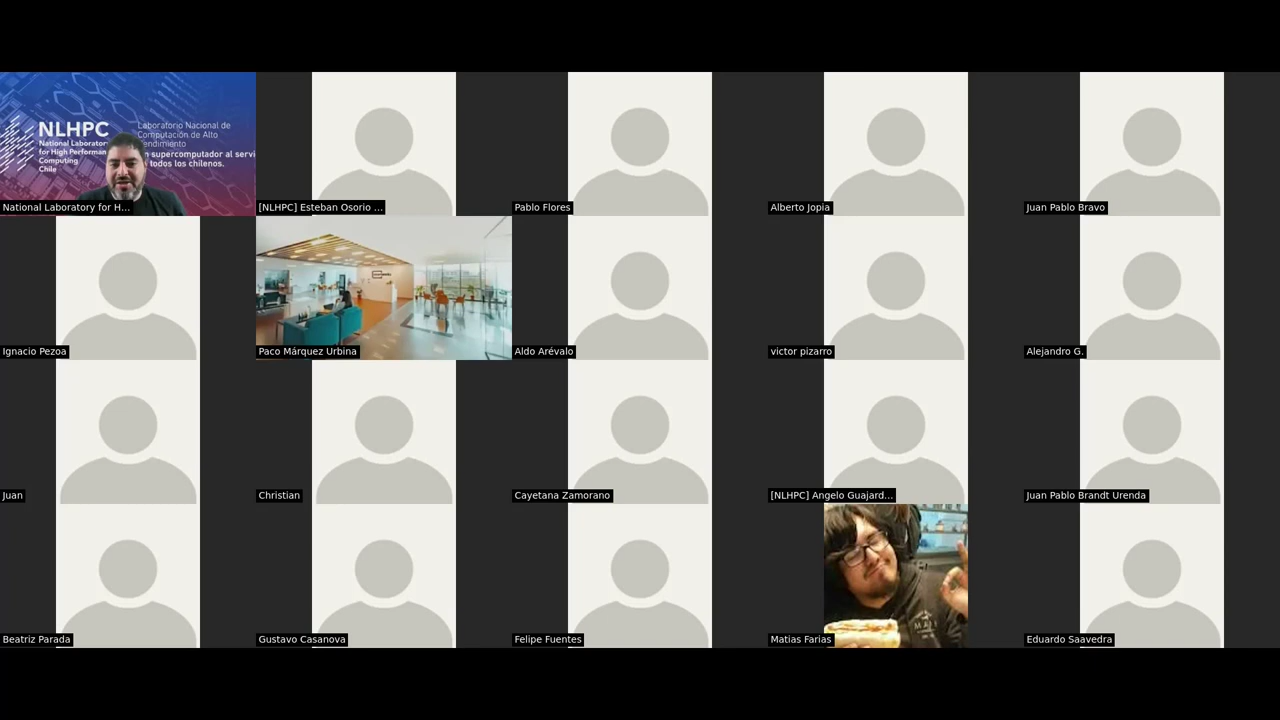 NLHPC
National Laborator
for High Performan
Computing
Chile
Laboratorio Nacional de
Computación de Alto
endimiento
n supercomputador al servi
todos los chilenos.
National Laboratory for H...
[NLHPC] Esteban Osorio ...
Pablo Flores
Alberto Jopia
Juan Pablo Bravo
Ignacio Pezoa
Paco Márquez Urbina
Aldo Arévalo
victor pizarro
Alejandro G.
Juan
Christian
Cayetana Zamorano
[NLHPC] Angelo Guajard...
Juan Pablo Brandt Urenda
Beatriz Parada
Gustavo Casanova
Felipe Fuentes
Matias Farias
Eduardo Saavedra